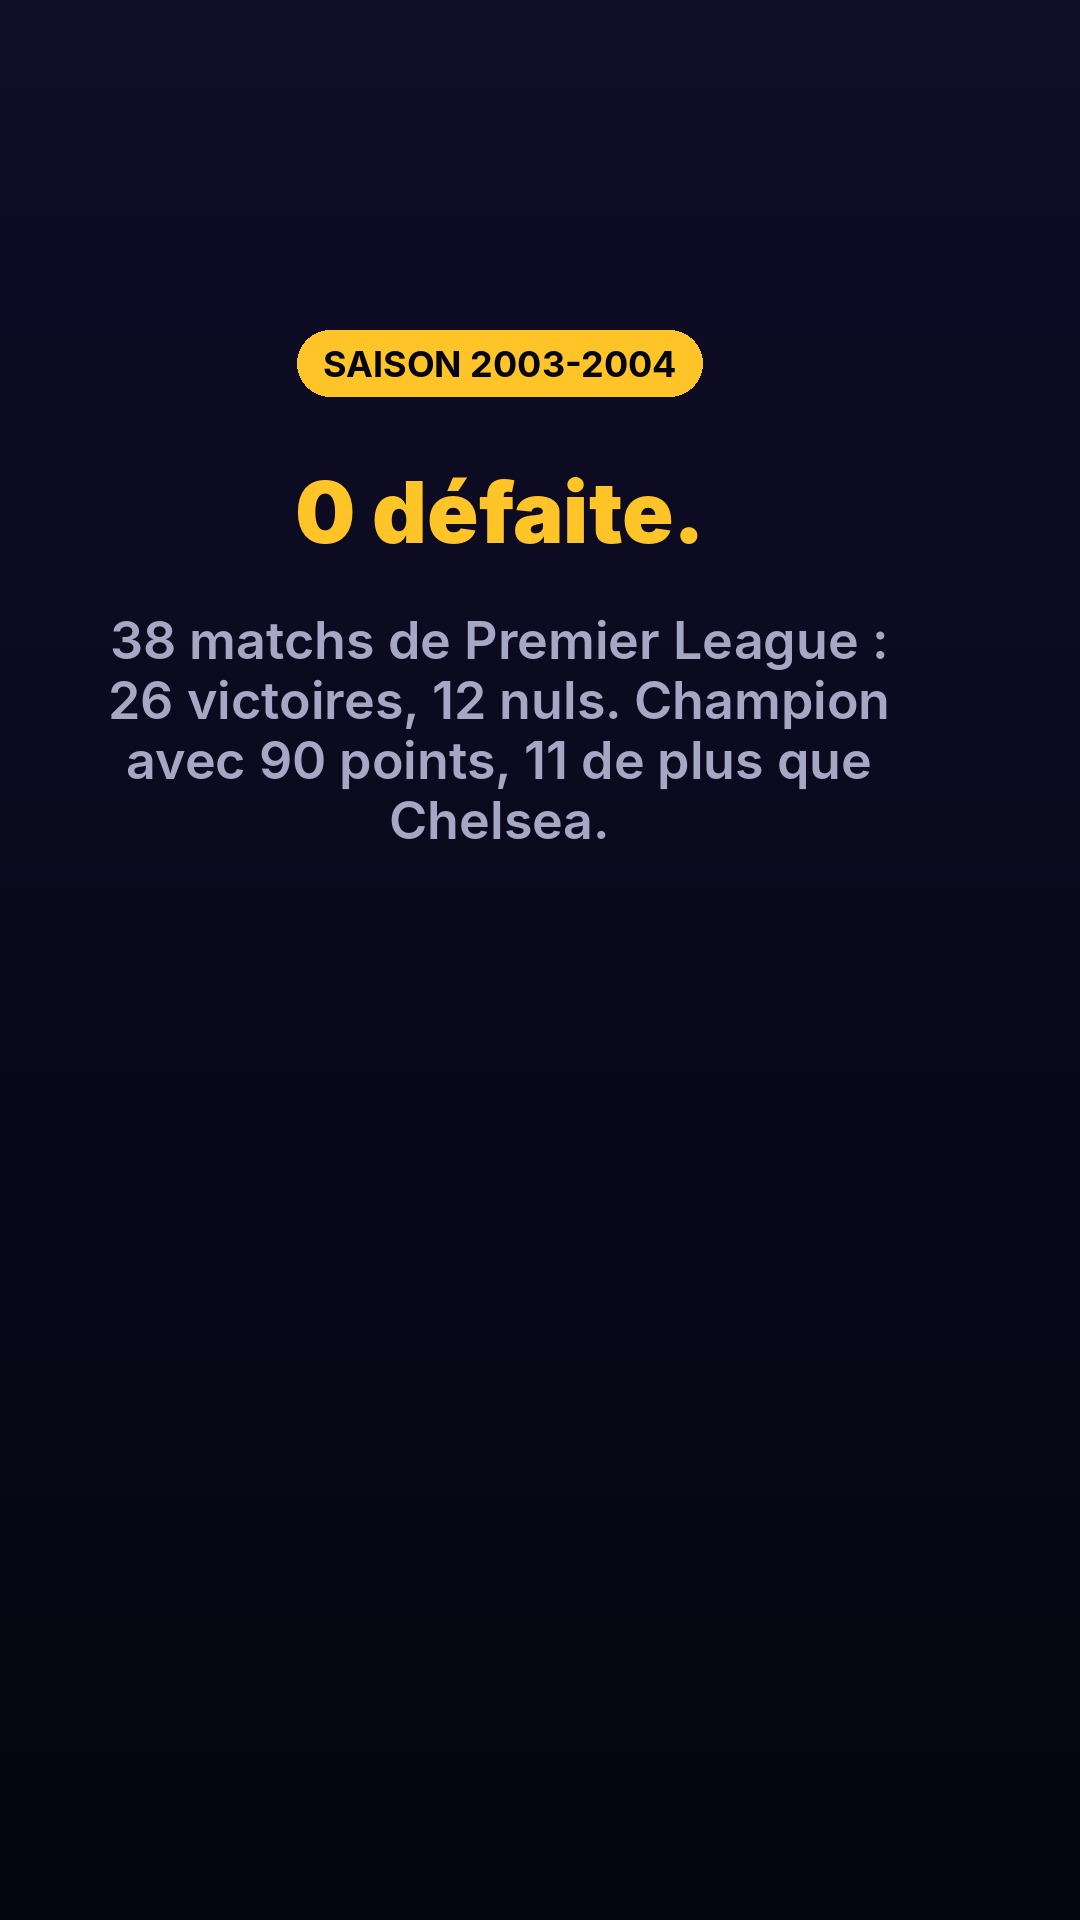 SAISON 2003-2004
0 défaite.
38 matchs de Premier League :
26 victoires, 12 nuls. Champion
avec 90 points, 11 de plus que
Chelsea.